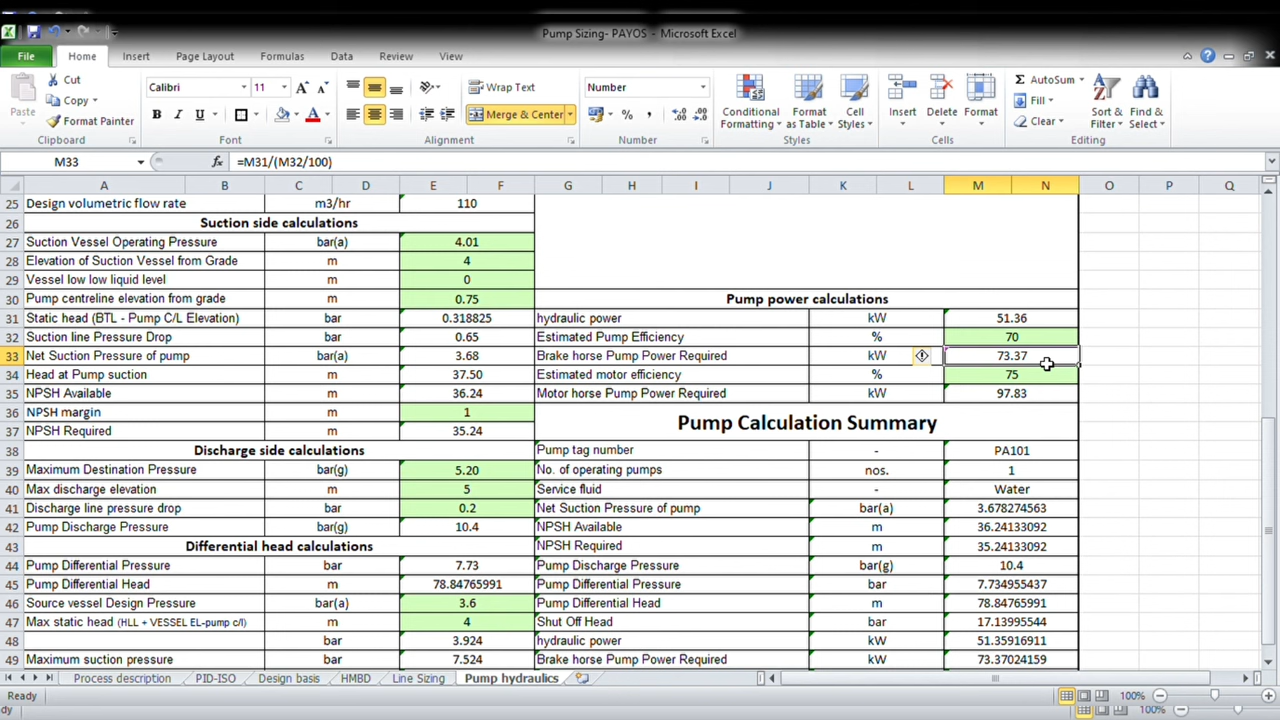 Pump Sizing- PAYOS - Microsoft Excel
File Home Insert Page Layout Formulas Data Review View
Paste
Cut
Copy
Format Painter
Clipboard
Calibri 11 A A
B I U A
Font
Wrap Text
Merge & Center
Alignment
Number
% ,
Number
Conditional Formatting
Format as Table
Cell Styles
Styles
Insert Delete Format
Cells
Σ AutoSum
Fill
Clear
Sort & Filter
Find & Select
Editing
M33 fx =M31/(M32/100)
A B C D E F G H I J K L M N O P Q
25 Design volumetric flow rate m3/hr 110
26 Suction side calculations
27 Suction Vessel Operating Pressure bar(a) 4.01
28 Elevation of Suction Vessel from Grade m 4
29 Vessel low low liquid level m 0
30 Pump centreline elevation from grade m 0.75 Pump power calculations
31 Static head (BTL - Pump C/L Elevation) bar 0.318825 hydraulic power kW 51.36
32 Suction line Pressure Drop bar 0.65 Estimated Pump Efficiency % 70
33 Net Suction Pressure of pump bar(a) 3.68 Brake horse Pump Power Required kW 73.37
34 Head at Pump suction m 37.50 Estimated motor efficiency % 75
35 NPSH Available m 36.24 Motor horse Pump Power Required kW 97.83
36 NPSH margin m 1 Pump Calculation Summary
37 NPSH Required m 35.24
38 Discharge side calculations Pump tag number - PA101
39 Maximum Destination Pressure bar(g) 5.20 No. of operating pumps nos. 1
40 Max discharge elevation m 5 Service fluid - Water
41 Discharge line pressure drop bar 0.2 Net Suction Pressure of pump bar(a) 3.678274563
42 Pump Discharge Pressure bar(g) 10.4 NPSH Available m 36.24133092
43 Differential head calculations NPSH Required m 35.24133092
44 Pump Differential Pressure bar 7.73 Pump Discharge Pressure bar(g) 10.4
45 Pump Differential Head m 78.84765991 Pump Differential Pressure bar 7.734955437
46 Source vessel Design Pressure bar(a) 3.6 Pump Differential Head m 78.84765991
47 Max static head (HLL + VESSEL EL-pump c/l) m 4 Shut Off Head bar 17.13995544
48 bar 3.924 hydraulic power kW 51.35916911
49 Maximum suction pressure bar 7.524 Brake horse Pump Power Required kW 73.37024159
Process description PID-ISO Design basis HMBD Line Sizing Pump hydraulics
Ready 100%
dy 100%